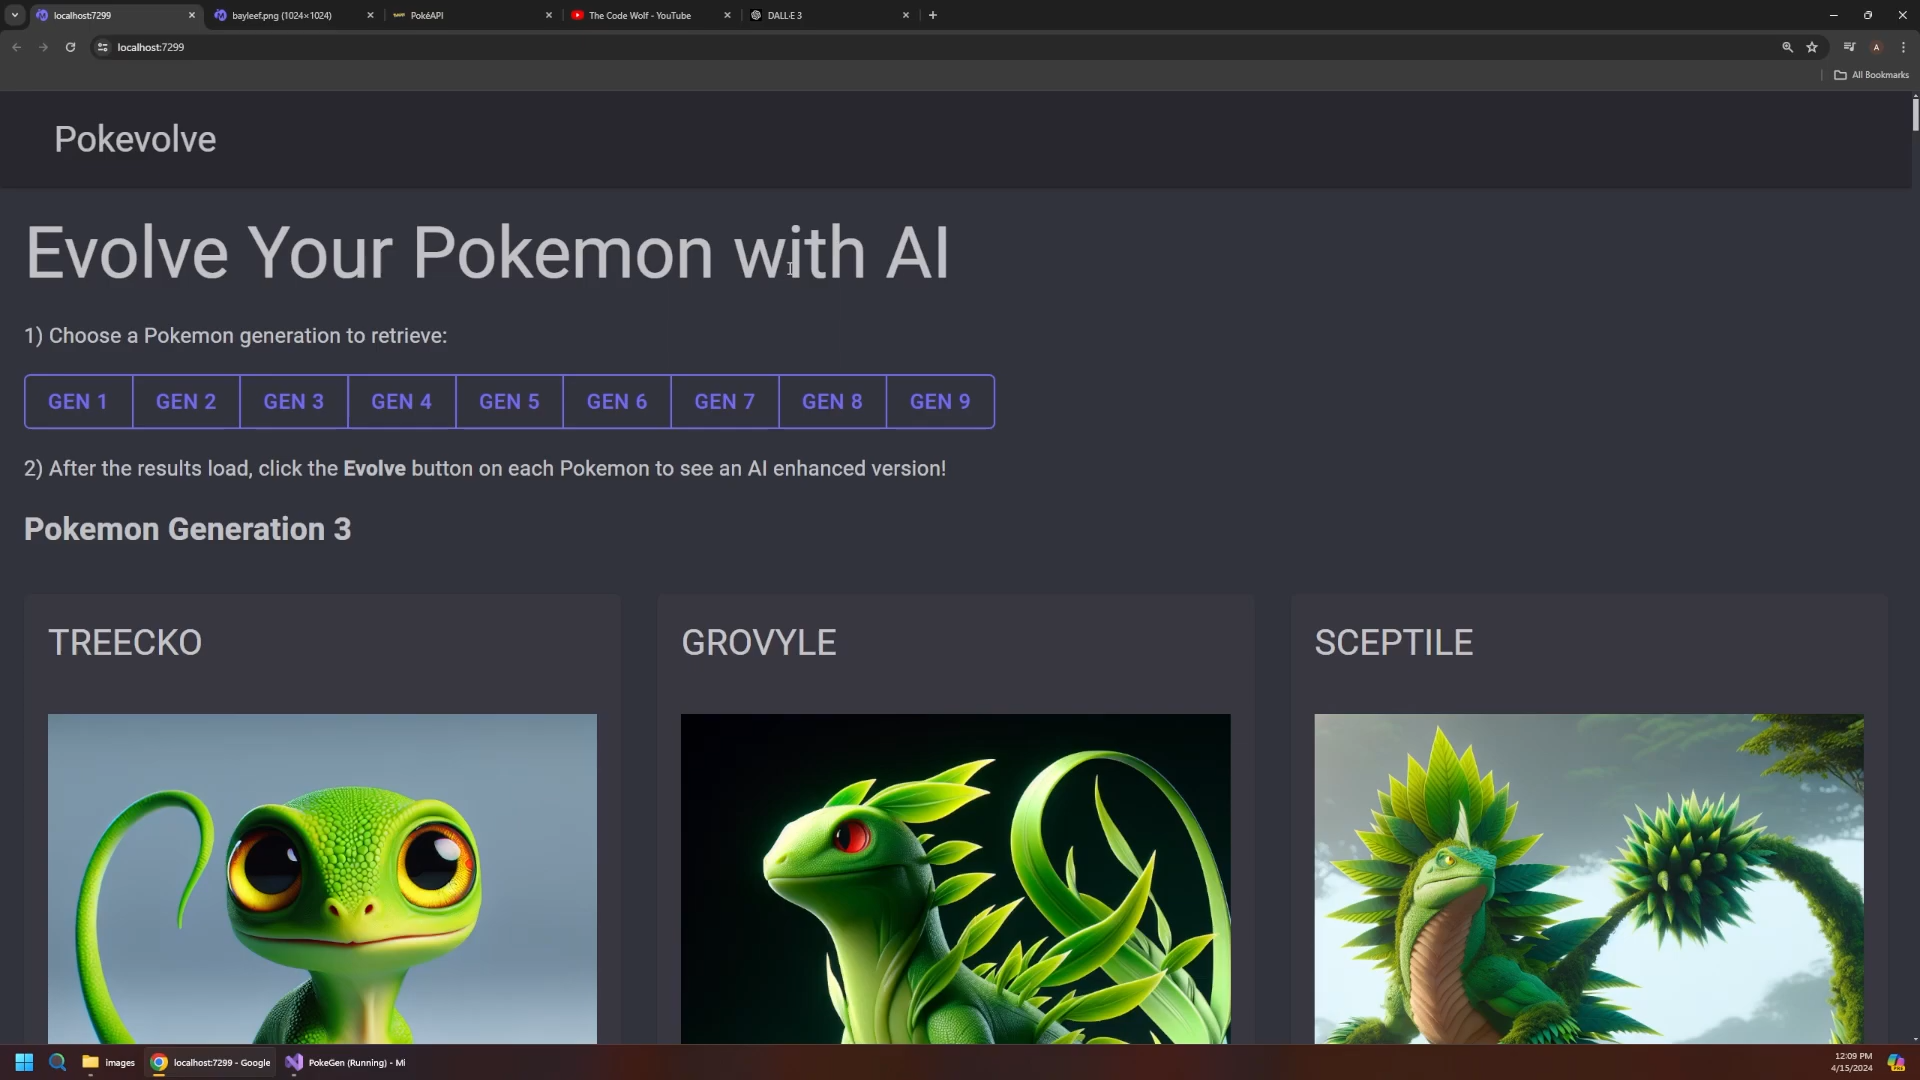 localhost:7299
bayleef.png (1024×1024)
PokéAPI
The Code Wolf - YouTube
DALL·E 3
localhost:7299
A
All Bookmarks
Pokevolve
Evolve Your Pokemon with AI
1) Choose a Pokemon generation to retrieve:
GEN 1 GEN 2 GEN 3 GEN 4 GEN 5 GEN 6 GEN 7 GEN 8 GEN 9
2) After the results load, click the Evolve button on each Pokemon to see an AI enhanced version!
Pokemon Generation 3
TREECKO
GROVYLE
SCEPTILE
images
localhost:7299 - Google
PokeGen (Running) - Mi
12:09 PM
4/15/2024